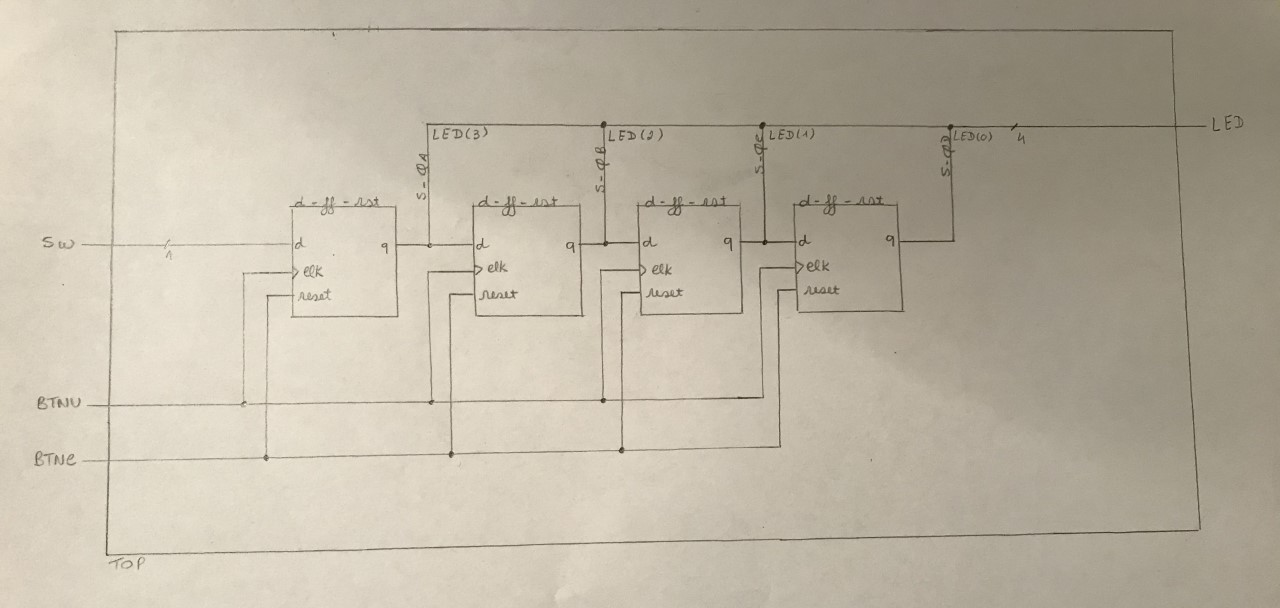 LED
LED(3)
LED(2)
LED(1)
LED(0)
4
S-QA
S-QB
S-QC
S-QD
d-ff-rst
d-ff-rst
d-ff-rst
d-ff-rst
SW
1
d
q
d
q
d
q
d
q
clk
clk
clk
clk
reset
reset
reset
reset
BTNU
BTNC
TOP